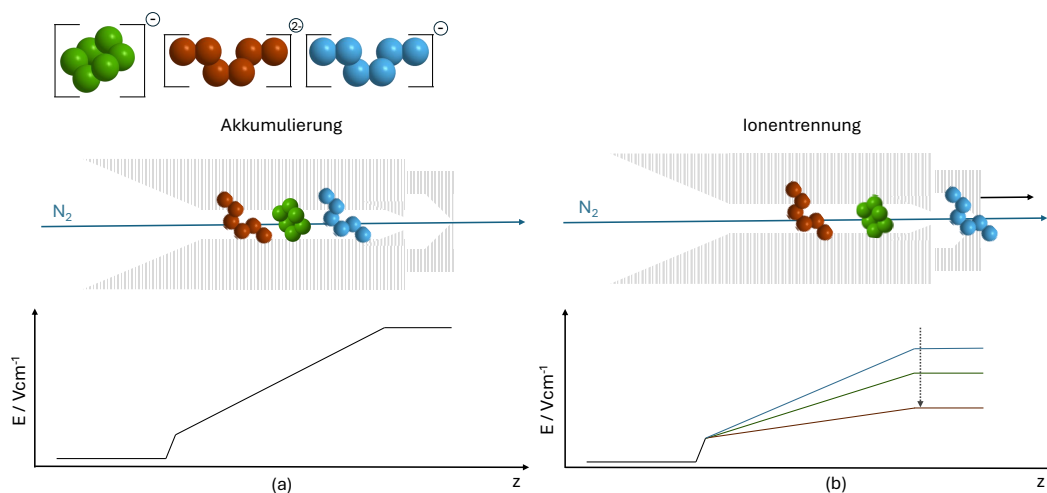 -
2-
-
Akkumulierung
Ionentrennung
N2
N2
E / Vcm-1
E / Vcm-1
(a)
z
(b)
z